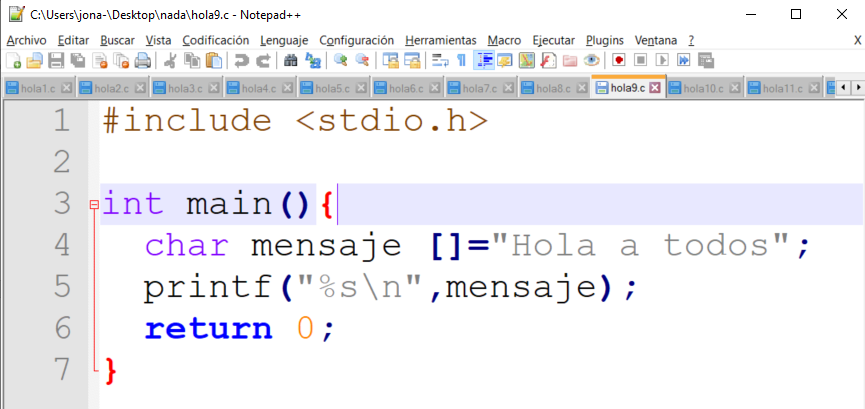 C:\Users\jona-\Desktop\nada\hola9.c - Notepad++
Archivo Editar Buscar Vista Codificación Lenguaje Configuración Herramientas Macro Ejecutar Plugins Ventana ? X
hola1.c hola2.c hola3.c hola4.c hola5.c hola6.c hola7.c hola8.c hola9.c hola10.c hola11.c
1 #include <stdio.h>
2
3 int main(){
4 char mensaje []="Hola a todos";
5 printf("%s\n",mensaje);
6 return 0;
7 }